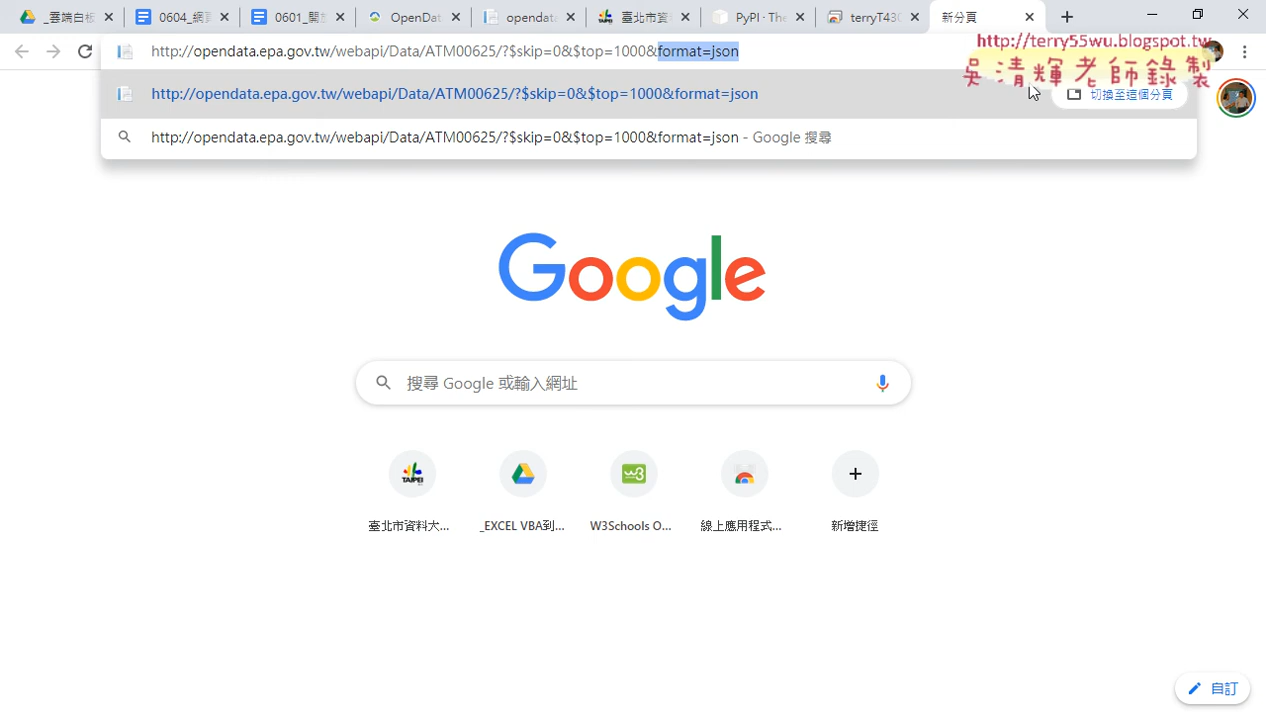 _雲端白板
0604_網頁
0601_開放
OpenDat
opendata
臺北市資料
PyPI · The
terryT430
新分頁
http://opendata.epa.gov.tw/webapi/Data/ATM00625/?$skip=0&$top=1000&format=json
http://terry55wu.blogspot.tw
吳清輝老師錄製
http://opendata.epa.gov.tw/webapi/Data/ATM00625/?$skip=0&$top=1000&format=json
切換至這個分頁
http://opendata.epa.gov.tw/webapi/Data/ATM00625/?$skip=0&$top=1000&format=json - Google 搜尋
Google
搜尋 Google 或輸入網址
TAIPEI
w3
臺北市資料大...
_EXCEL VBA到...
W3Schools O...
線上應用程式...
新增捷徑
自訂